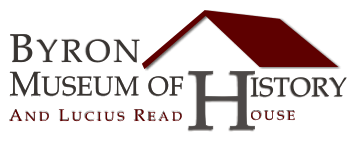 BYRON
MUSEUM OF HISTORY
AND LUCIUS READ HOUSE